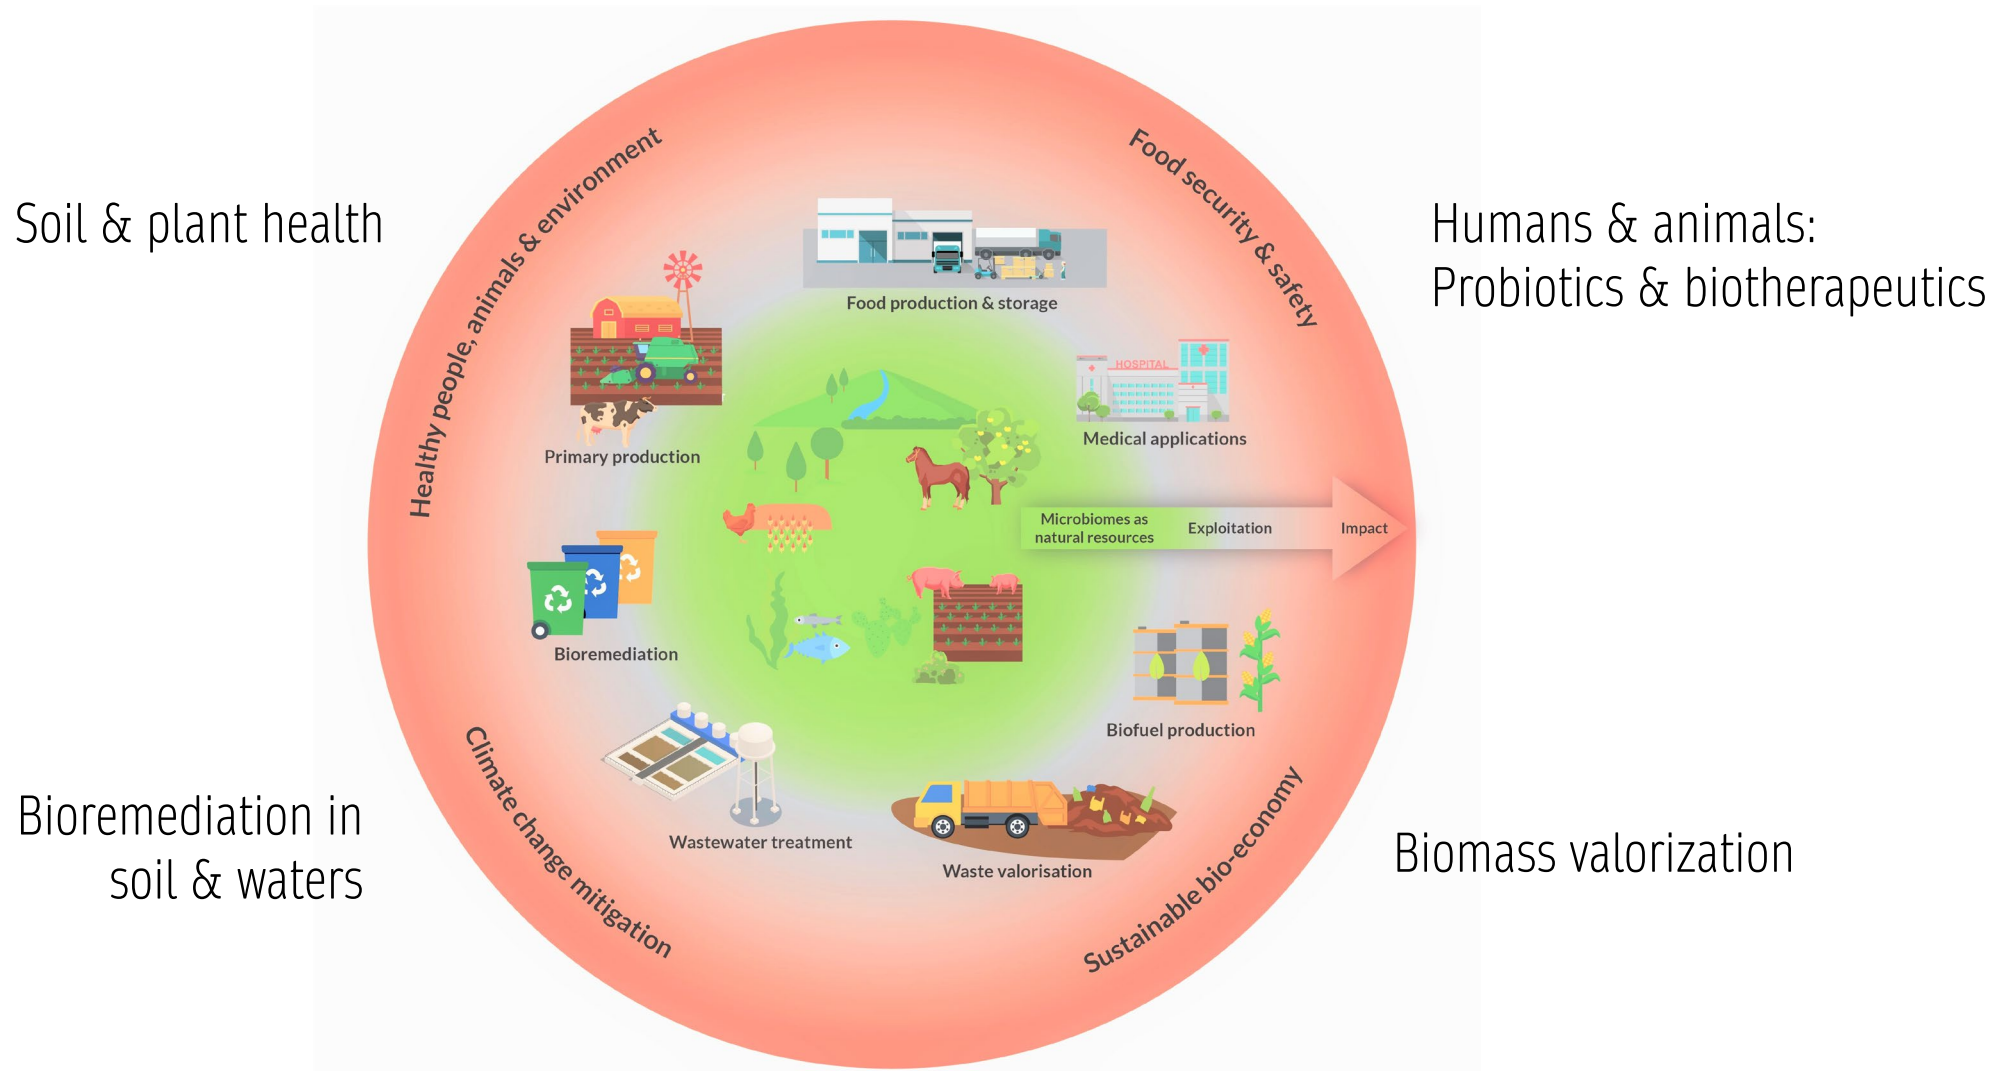 Soil & plant health
Humans & animals:
Probiotics & biotherapeutics
Bioremediation in
soil & waters
Biomass valorization
Healthy people, animals & environment
Food security & safety
Climate change mitigation
Sustainable bio-economy
Food production & storage
Primary production
HOSPITAL
Medical applications
Microbiomes as
natural resources
Exploitation
Impact
Bioremediation
Biofuel production
Wastewater treatment
Waste valorisation